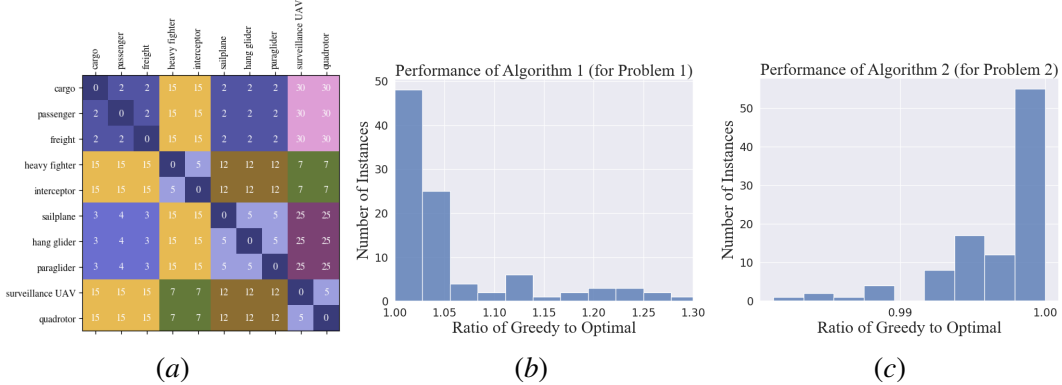 cargo passenger freight heavy fighter interceptor sailplane hang glider paraglider surveillance UAV quadrotor
cargo 0 2 2 15 15 2 2 2 30 30
passenger 2 0 2 15 15 2 2 2 30 30
freight 2 2 0 15 15 2 2 2 30 30
heavy fighter 15 15 15 0 5 12 12 12 7 7
interceptor 15 15 15 5 0 12 12 12 7 7
sailplane 3 4 3 15 15 0 5 5 25 25
hang glider 3 4 3 15 15 5 0 5 25 25
paraglider 3 4 3 15 15 5 5 0 25 25
surveillance UAV 15 15 15 7 7 12 12 12 0 5
quadrotor 15 15 15 7 7 12 12 12 5 0
(a)
Performance of Algorithm 1 (for Problem 1)
Number of Instances
50
40
30
20
10
0
1.00 1.05 1.10 1.15 1.20 1.25 1.30
Ratio of Greedy to Optimal
(b)
Performance of Algorithm 2 (for Problem 2)
Number of Instances
50
40
30
20
10
0
0.99 1.00
Ratio of Greedy to Optimal
(c)